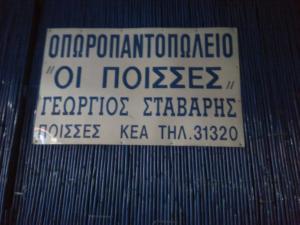 ΟΠΩΡΟΠΑΝΤΟΠΩΛΕΙΟ
"ΟΙ ΠΟΙΣΣΕΣ"
ΓΕΩΡΓΙΟΣ ΣΤΑΒΑΡΗΣ
ΠΟΙΣΣΕΣ ΚΕΑ ΤΗΛ.31320